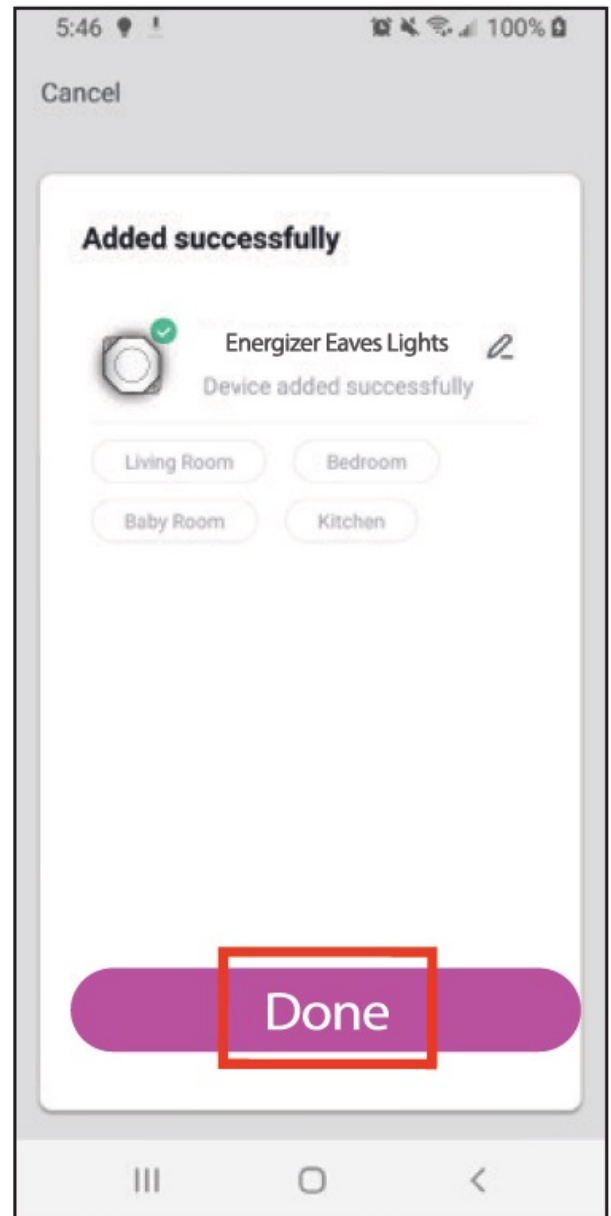 5:46 100%
Cancel
Added successfully
Energizer Eaves Lights
Device added successfully
Living Room Bedroom
Baby Room Kitchen
Done